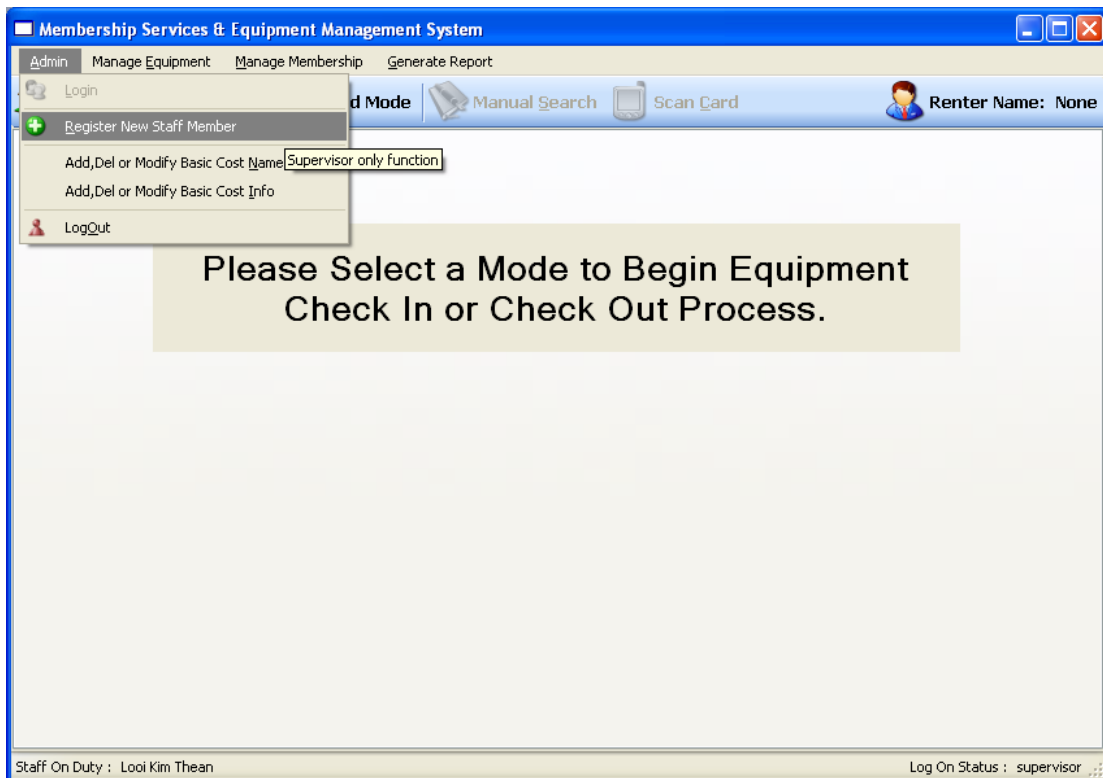 Membership Services & Equipment Management System
Admin Manage Equipment Manage Membership Generate Report
Login
d Mode Manual Search Scan Card Renter Name: None
Register New Staff Member
Add,Del or Modify Basic Cost Name
Supervisor only function
Add,Del or Modify Basic Cost Info
LogOut
Please Select a Mode to Begin Equipment
Check In or Check Out Process.
Staff On Duty : Looi Kim Thean Log On Status : supervisor